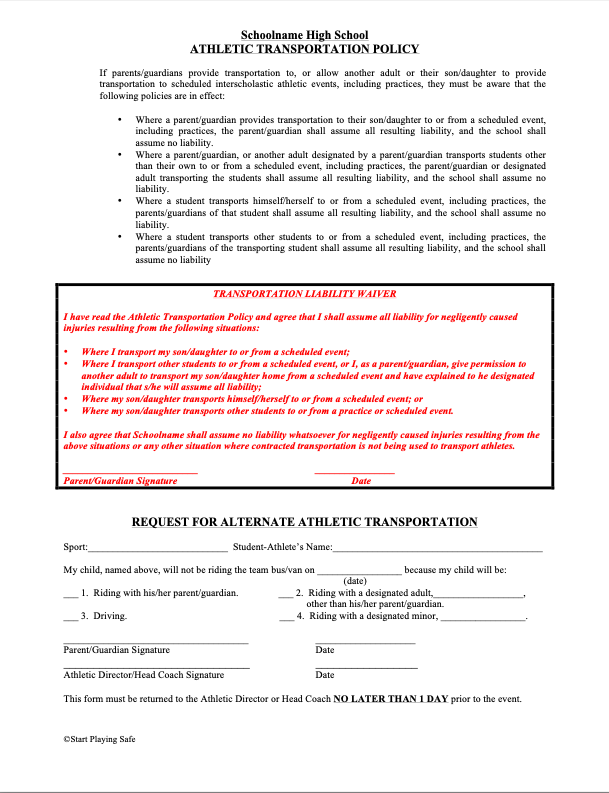 Schoolname High School
ATHLETIC TRANSPORTATION POLICY
If parents/guardians provide transportation to, or allow another adult or their son/daughter to provide
transportation to scheduled interscholastic athletic events, including practices, they must be aware that the
following policies are in effect:
• Where a parent/guardian provides transportation to their son/daughter to or from a scheduled event,
including practices, the parent/guardian shall assume all resulting liability, and the school shall
assume no liability.
• Where a parent/guardian, or another adult designated by a parent/guardian transports students other
than their own to or from a scheduled event, including practices, the parent/guardian or designated
adult transporting the students shall assume all resulting liability, and the school shall assume no
liability.
• Where a student transports himself/herself to or from a scheduled event, including practices, the
parents/guardians of that student shall assume all resulting liability, and the school shall assume no
liability.
• Where a student transports other students to or from a scheduled event, including practices, the
parents/guardians of the transporting student shall assume all resulting liability, and the school shall
assume no liability
TRANSPORTATION LIABILITY WAIVER
I have read the Athletic Transportation Policy and agree that I shall assume all liability for negligently caused
injuries resulting from the following situations:
• Where I transport my son/daughter to or from a scheduled event;
• Where I transport other students to or from a scheduled event, or I, as a parent/guardian, give permission to
another adult to transport my son/daughter home from a scheduled event and have explained to he designated
individual that s/he will assume all liability;
• Where my son/daughter transports himself/herself to or from a scheduled event; or
• Where my son/daughter transports other students to or from a practice or scheduled event.
I also agree that Schoolname shall assume no liability whatsoever for negligently caused injuries resulting from the
above situations or any other situation where contracted transportation is not being used to transport athletes.
Parent/Guardian Signature Date
REQUEST FOR ALTERNATE ATHLETIC TRANSPORTATION
Sport:____________________________ Student-Athlete's Name:__________________________________________
My child, named above, will not be riding the team bus/van on _________________ because my child will be:
(date)
___ 1. Riding with his/her parent/guardian. ___ 2. Riding with a designated adult,__________________,
other than his/her parent/guardian.
___ 3. Driving. ___ 4. Riding with a designated minor, _________________.
Parent/Guardian Signature Date
Athletic Director/Head Coach Signature Date
This form must be returned to the Athletic Director or Head Coach NO LATER THAN 1 DAY prior to the event.
©Start Playing Safe